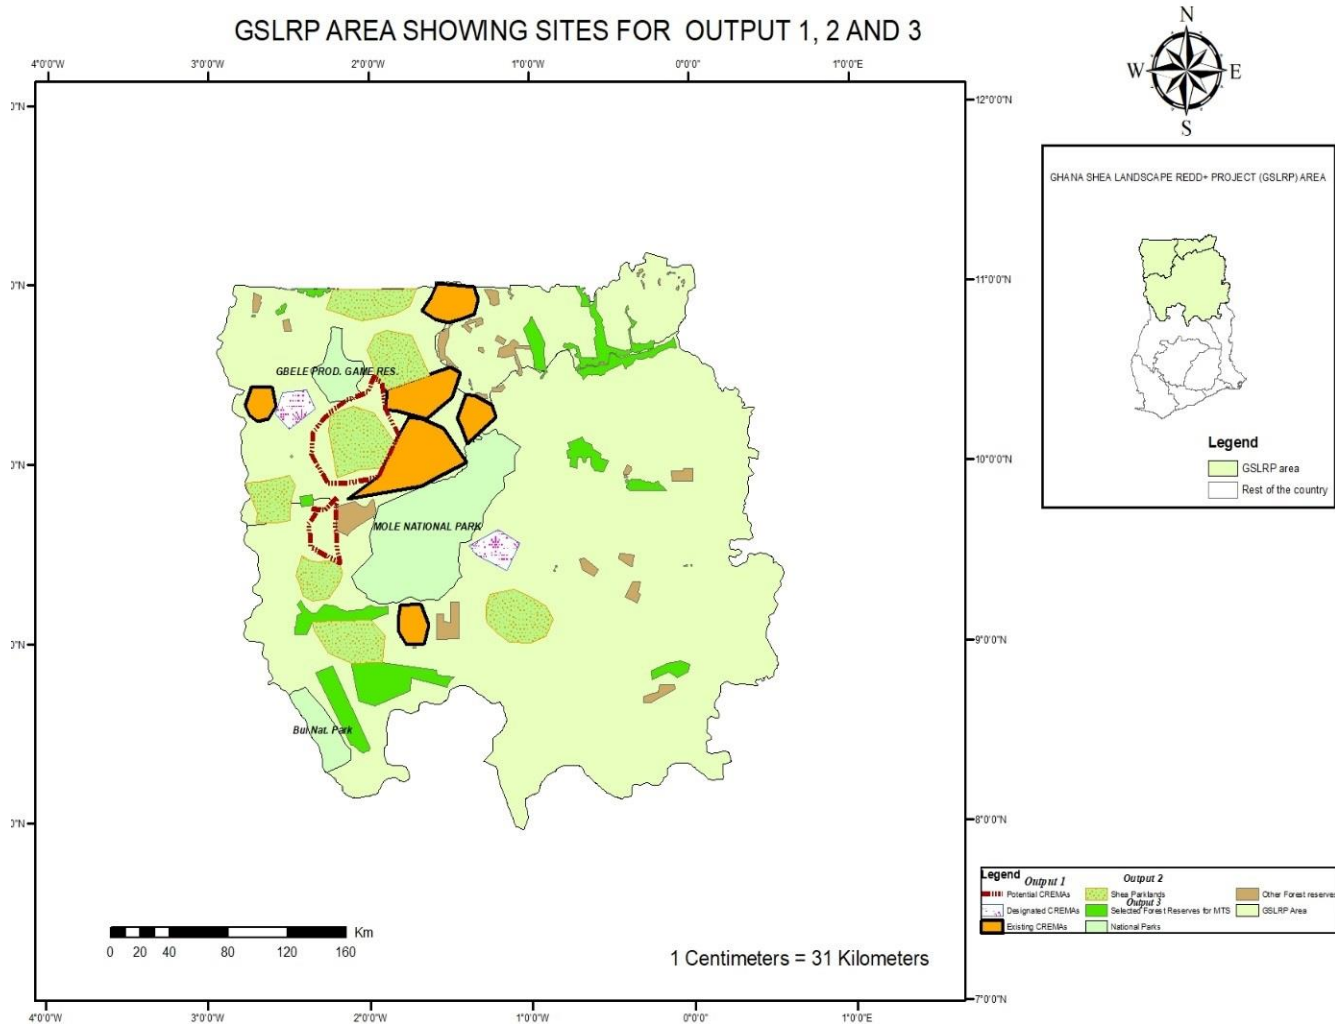 GSLRP AREA SHOWING SITES FOR OUTPUT 1, 2 AND 3
N
W E
S
4°0'0"W 3°0'0"W 2°0'0"W 1°0'0"W 0°0'0" 1°0'0"E
0'N 12°0'0"N
0'N 11°0'0"N
0'N 10°0'0"N
0'N 9°0'0"N
0'N 8°0'0"N
7°0'0"N
GBELE PROD. GAME RES.
MOLE NATIONAL PARK
Bui Nat. Park
Km
0 20 40 80 120 160
1 Centimeters = 31 Kilometers
4°0'0"W 3°0'0"W 2°0'0"W 1°0'0"W 0°0'0" 1°0'0"E
GHANA SHEA LANDSCAPE REDD+ PROJECT (GSLRP) AREA
Legend
GSLRP area
Rest of the country
Legend
Output 1
Potential CREMAs
Designated CREMAs
Existing CREMAs
Output 2
Shea Parklands
Output 3
Selected Forest Reserves for MTS
National Parks
Other Forest reserves
GSLRP Area